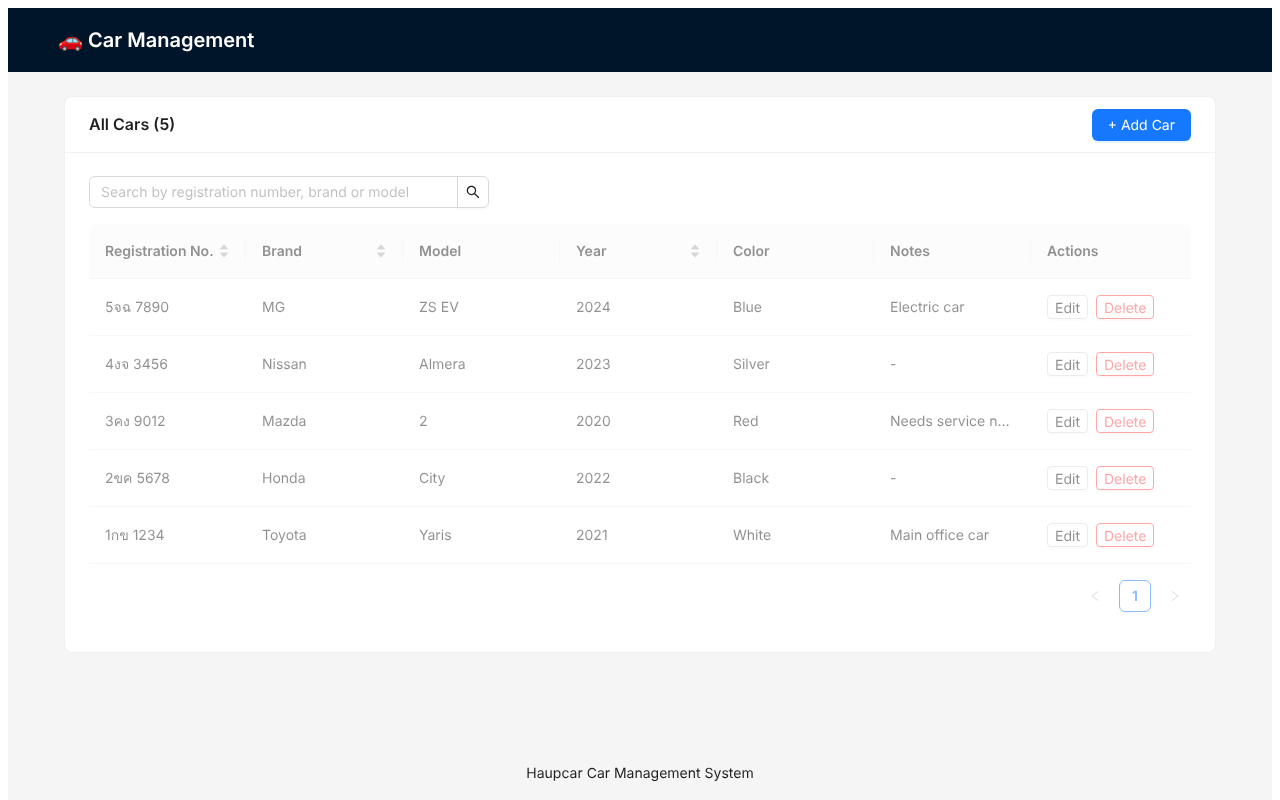 🚗 Car Management
All Cars (5)
+ Add Car
Search by registration number, brand or model
Registration No. Brand Model Year Color Notes Actions
5จฉ 7890 MG ZS EV 2024 Blue Electric car Edit Delete
4งจ 3456 Nissan Almera 2023 Silver - Edit Delete
3คง 9012 Mazda 2 2020 Red Needs service n... Edit Delete
2ขค 5678 Honda City 2022 Black - Edit Delete
1กข 1234 Toyota Yaris 2021 White Main office car Edit Delete
1
Haupcar Car Management System